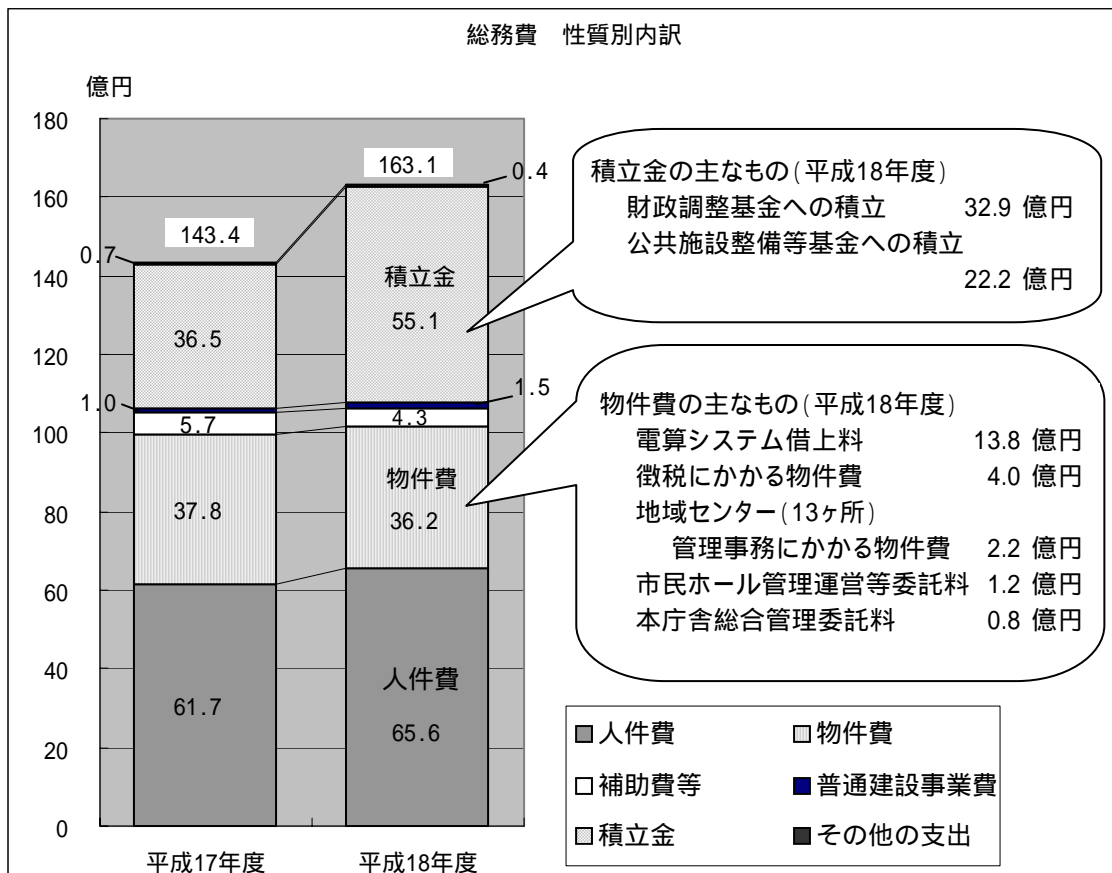 総務費　性質別内訳
億円
180
160
140
120
100
80
60
40
20
0
143.4
0.7
36.5
1.0
5.7
37.8
61.7
平成17年度
163.1
0.4
積立金
55.1
1.5
4.3
物件費
36.2
人件費
65.6
平成18年度
積立金の主なもの(平成18年度)
財政調整基金への積立 32.9 億円
公共施設整備等基金への積立
22.2 億円
物件費の主なもの(平成18年度)
電算システム借上料 13.8 億円
徴税にかかる物件費 4.0 億円
地域センター(13ヶ所)
管理事務にかかる物件費 2.2 億円
市民ホール管理運営等委託料 1.2 億円
本庁舎総合管理委託料 0.8 億円
人件費 物件費
補助費等 普通建設事業費
積立金 その他の支出